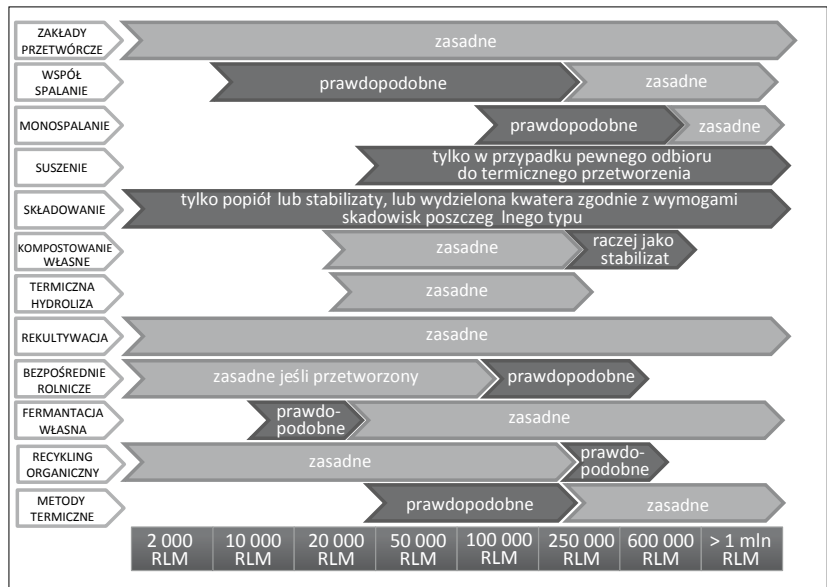 ZAKŁADY
PRZETWÓRCZE
zasadne
WSPÓŁ
SPALANIE
prawdopodobne
zasadne
MONOSPALANIE
prawdopodobne
zasadne
SUSZENIE
tylko w przypadku pewnego odbioru
do termicznego przetworzenia
SKŁADOWANIE
tylko popiół lub stabilizaty, lub wydzielona kwatera zgodnie z wymogami
skadowisk poszczeg lnego typu
KOMPOSTOWANIE
WŁASNE
zasadne
raczej jako
stabilizat
TERMICZNA
HYDROLIZA
zasadne
REKULTYWACJA
zasadne
BEZPOŚREDNIE
ROLNICZE
zasadne jeśli przetworzony
prawdopodobne
FERMANTACJA
WŁASNA
prawdo-
podobne
zasadne
RECYKLING
ORGANICZNY
zasadne
prawdo-
podobne
METODY
TERMICZNE
prawdopodobne
zasadne
2 000
RLM
10 000
RLM
20 000
RLM
50 000
RLM
100 000
RLM
250 000
RLM
600 000
RLM
> 1 mln
RLM